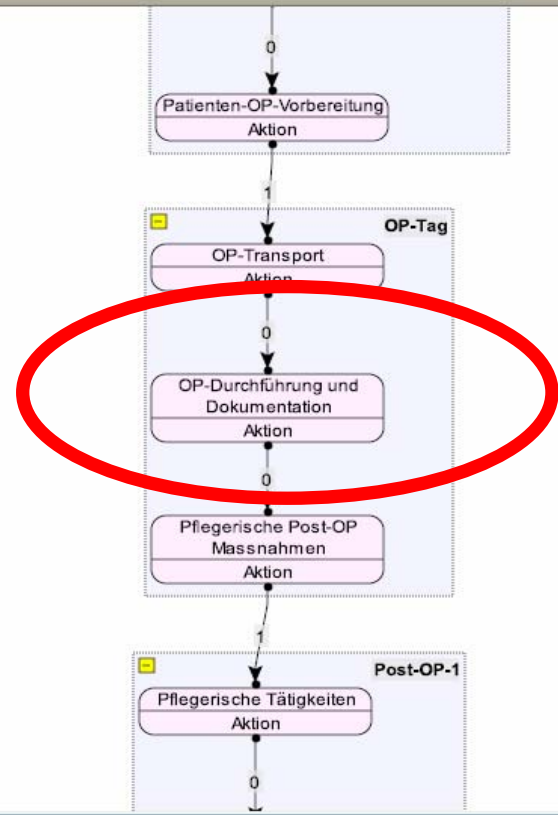 0
Patienten-OP-Vorbereitung
Aktion
1
OP-Tag
OP-Transport
Aktion
0
OP-Durchführung und
Dokumentation
Aktion
0
Pflegerische Post-OP
Massnahmen
Aktion
1
Post-OP-1
Pflegerische Tätigkeiten
Aktion
0